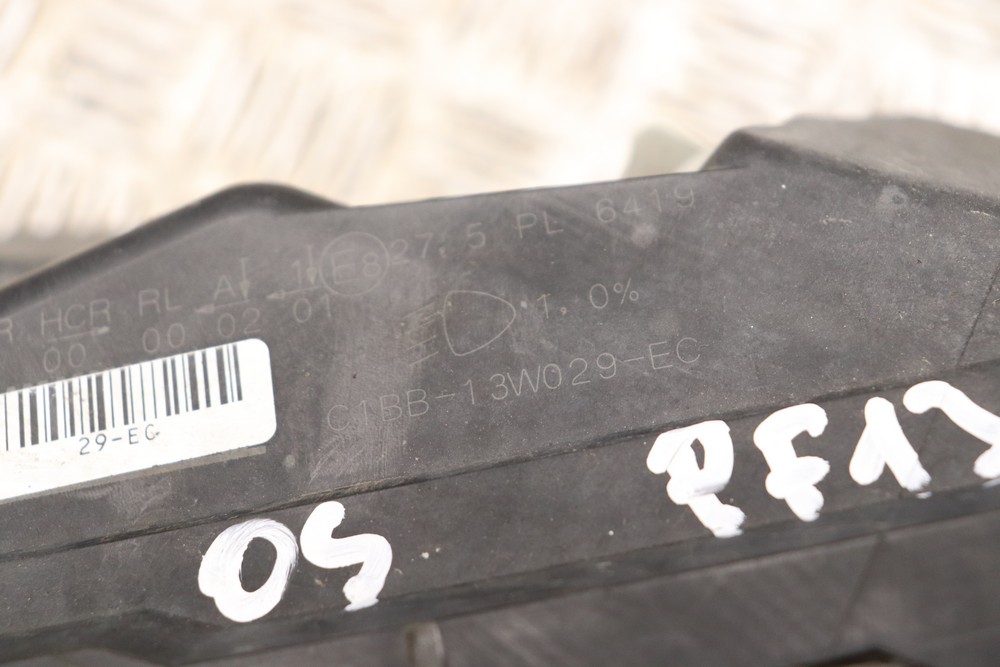 E8 27.5 PL 6419
R HCR RL AI 1
00 00 02 01
1,0%
C1BB-13W029-EC
29-EC
OS